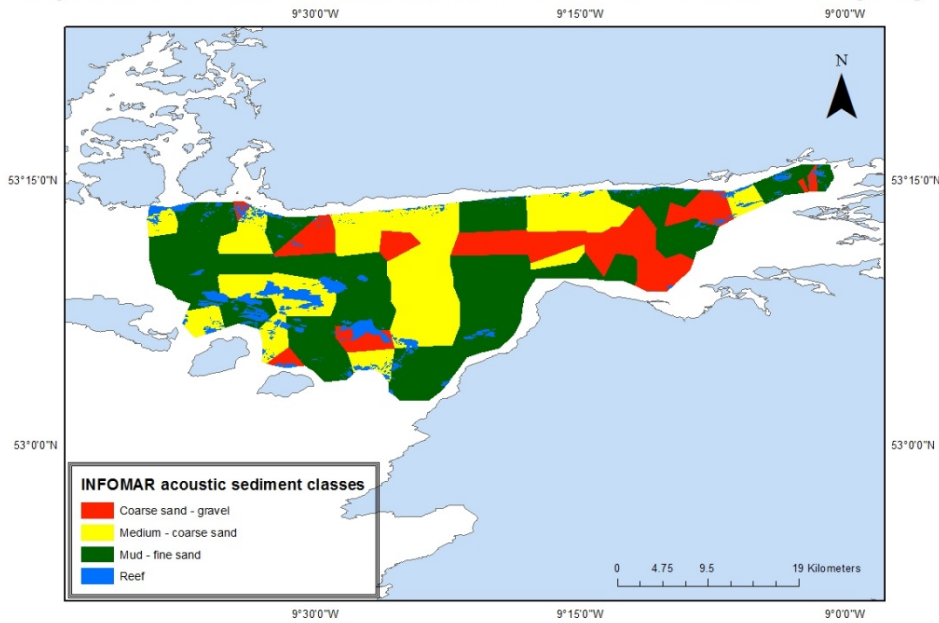 9°30'0"W 9°15'0"W 9°0'0"W
N
53°15'0"N 53°15'0"N
53°0'0"N 53°0'0"N
INFOMAR acoustic sediment classes
Coarse sand - gravel
Medium - coarse sand
Mud - fine sand
Reef
0 4.75 9.5 19 Kilometers
9°30'0"W 9°15'0"W 9°0'0"W